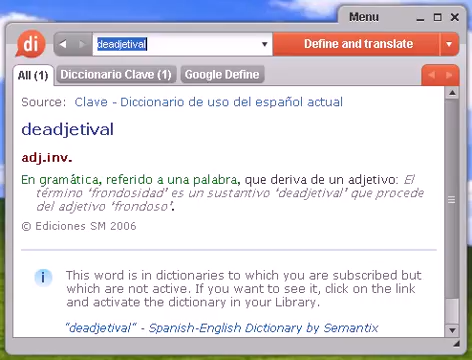 Menu
di
deadjetival
Define and translate
All (1)
Diccionario Clave (1)
Google Define
Source: Clave - Diccionario de uso del español actual
deadjetival
adj.inv.
En gramática, referido a una palabra, que deriva de un adjetivo: El
término ‘frondosidad’ es un sustantivo ‘deadjetival’ que procede
del adjetivo ‘frondoso’.
© Ediciones SM 2006
i
This word is in dictionaries to which you are subscribed but
which are not active. If you want to see it, click on the link
and activate the dictionary in your Library.
"deadjetival" - Spanish-English Dictionary by Semantix